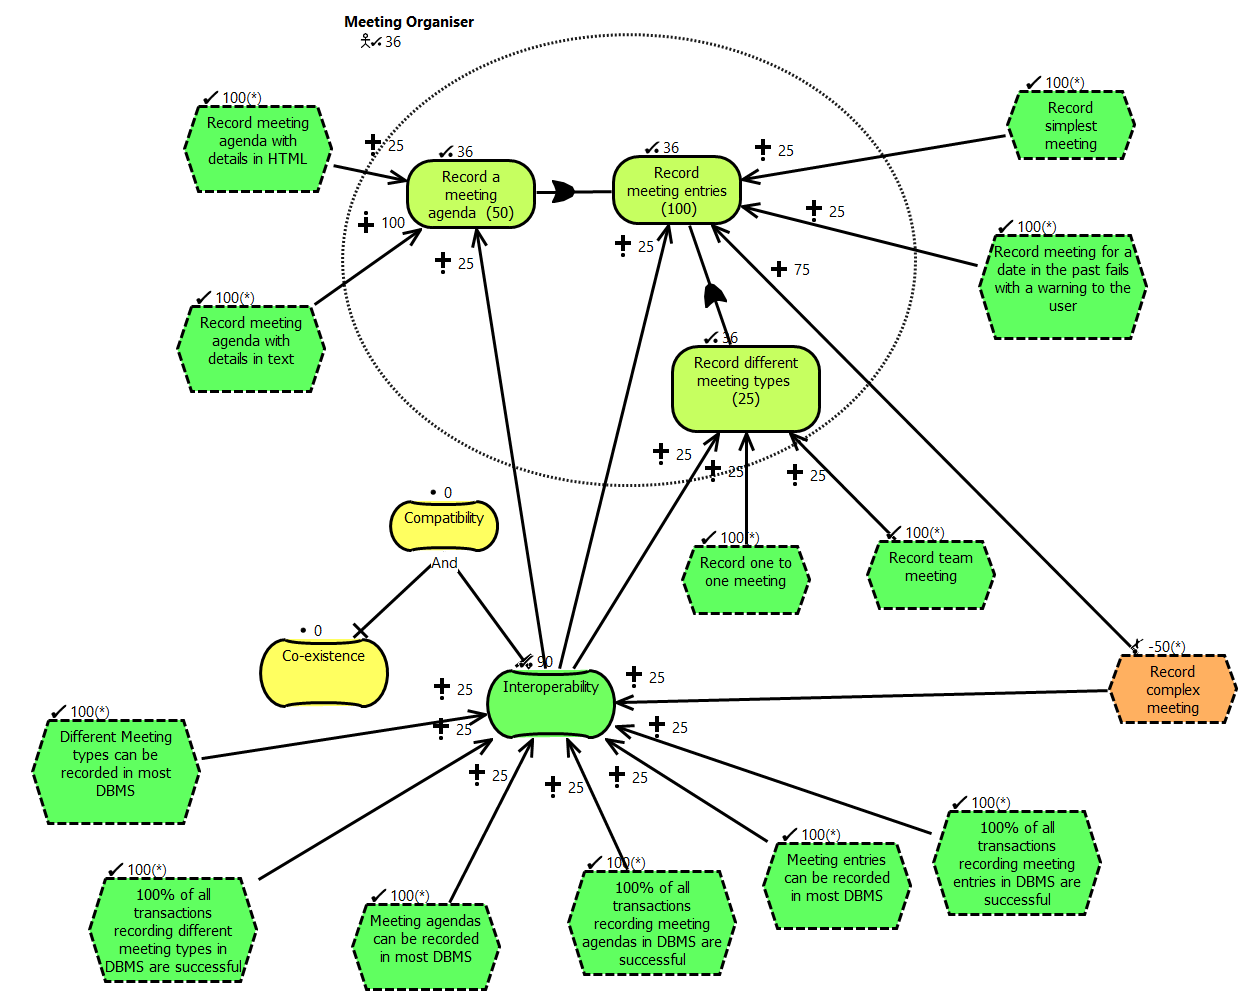 Meeting Organiser
36
100(*)
Record meeting
agenda with
details in HTML
25
36
Record a
meeting
agenda (50)
36
Record
meeting entries
(100)
25
100(*)
Record
simplest
meeting
100
25
25
25
100(*)
Record meeting for a
date in the past fails
with a warning to the
user
75
100(*)
Record meeting
agenda with
details in text
36
Record different
meeting types
(25)
25
25
25
0
Compatibility
And
0
Co-existence
100(*)
Record one to
one meeting
100(*)
Record team
meeting
90
Interoperability
-50(*)
Record
complex
meeting
25
25
25
25
25
25
25
100(*)
Different Meeting
types can be
recorded in most
DBMS
100(*)
100% of all
transactions
recording different
meeting types in
DBMS are successful
100(*)
Meeting agendas
can be recorded
in most DBMS
100(*)
100% of all
transactions
recording meeting
agendas in DBMS are
successful
100(*)
Meeting entries
can be recorded
in most DBMS
100(*)
100% of all
transactions
recording meeting
entries in DBMS are
successful